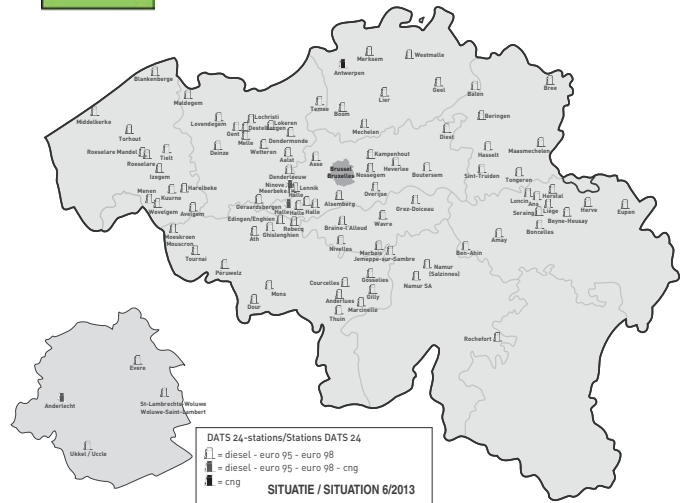 Blankenberge
Maldegem
Middelkerke
Torhout
Roeselare Mandel
Roeselare
Tielt
Izegem
Menen
Kuurne
Harelbeke
Wevelgem
Avelgem
Moeskroen
Mouscron
Tournai
Péruwelz
Lovendegem
Lochristi
Gent
Destelbergen
Lokeren
Melle
Deinze
Wetteren
Dendermonde
Aalst
Denderleeuw
Ninove
Meerbeke
Lennik
Halle
Geraardsbergen
Halle
Halle
Halle
Edingen/Enghien
Rebecq
Ghislenghien
Ath
Merksem
Westmalle
Antwerpen
Temse
Boom
Lier
Geel
Balen
Bree
Mechelen
Diest
Beringen
Asse
Kampenhout
Nossegem
Heverlee
Boutersem
Hasselt
Maasmechelen
Brussel
Bruxelles
Overijse
Sint-Truiden
Tongeren
Alsemberg
Grez-Doiceau
Wavre
Braine-l'Alleud
Nivelles
Marbais
Jemeppe-sur-Sambre
Loncin
Ans
Herstal
Seraing
Liège
Beyne-Heusay
Herve
Eupen
Boncelles
Amay
Ben-Ahin
Namur
(Salzinnes)
Namur SA
Courcelles
Gosselies
Gilly
Anderlues
Marcinelle
Thuin
Mons
Dour
Rochefort
Evere
Anderlecht
St-Lambrechts-Woluwe
Woluwe-Saint-Lambert
Ukkel / Uccle
DATS 24-stations/Stations DATS 24
= diesel - euro 95 - euro 98
= diesel - euro 95 - euro 98 - cng
= cng
SITUATIE / SITUATION 6/2013